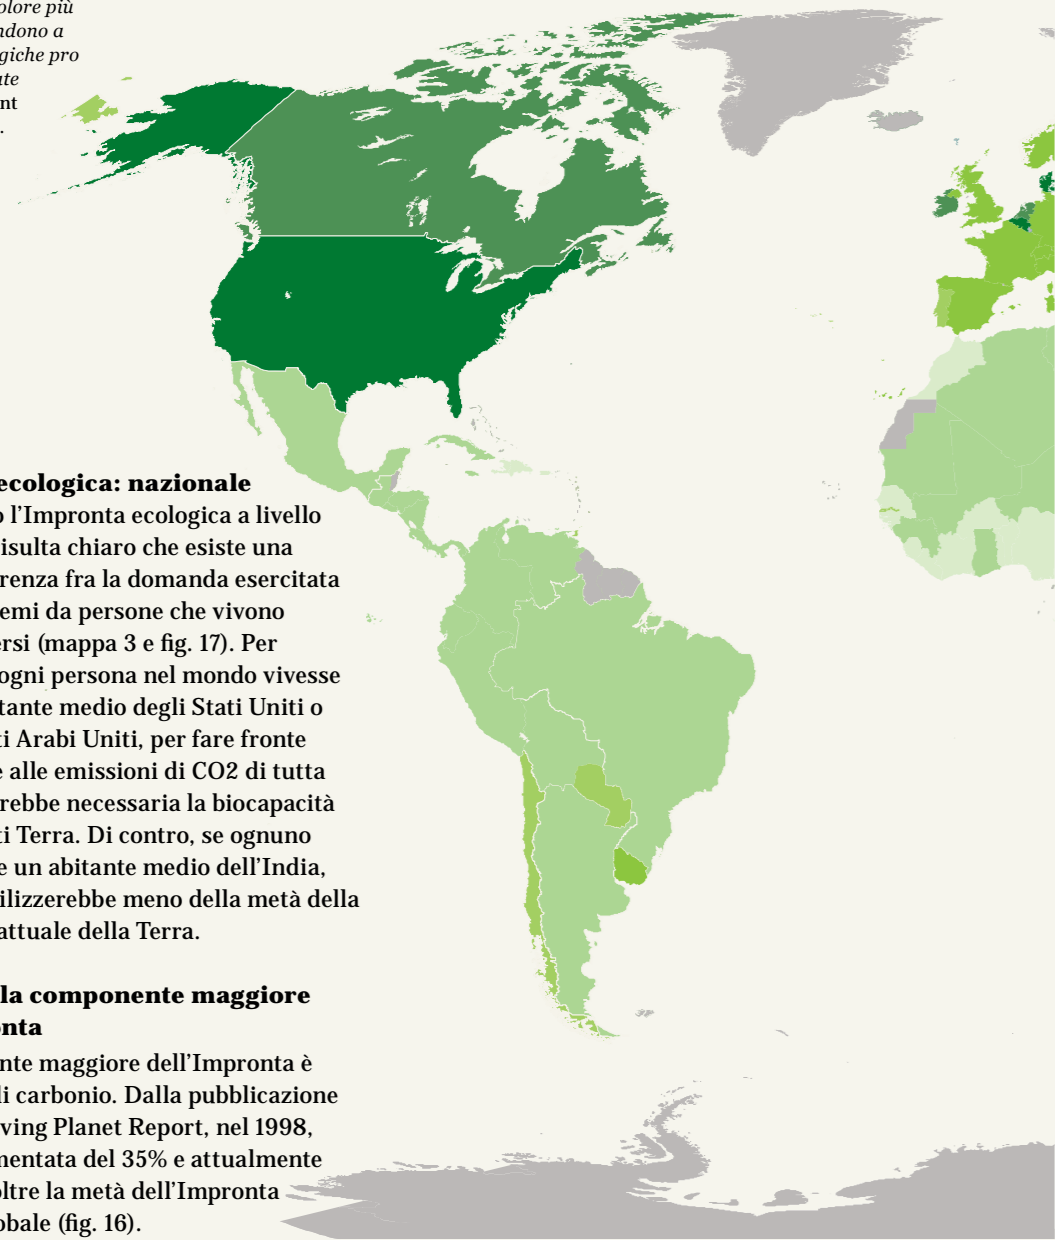 olore più
ndono a
giche pro
ate
nt
.
ecologica: nazionale
o l’Impronta ecologica a livello
isulta chiaro che esiste una
renza fra la domanda esercitata
emi da persone che vivono
ersi (mappa 3 e fig. 17). Per
ogni persona nel mondo vivesse
tante medio degli Stati Uniti o
ti Arabi Uniti, per fare fronte
e alle emissioni di CO2 di tutta
rebbe necessaria la biocapacità
ti Terra. Di contro, se ognuno
e un abitante medio dell’India,
ilizzerebbe meno della metà della
attuale della Terra.
la componente maggiore
onta
nte maggiore dell’Impronta è
li carbonio. Dalla pubblicazione
ving Planet Report, nel 1998,
mentata del 35% e attualmente
oltre la metà dell’Impronta
obale (fig. 16).